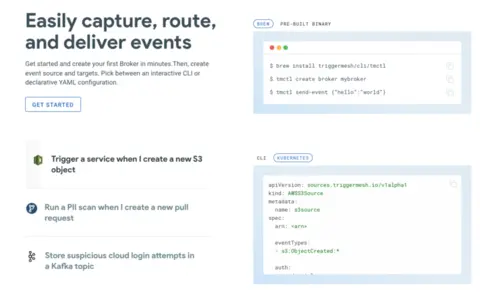 Easily capture, route,
and deliver events
Get started and create your first Broker in minutes Then, create
event source and targets. Pick between an interactive CLI or
declarative YAML configuration.
GET STARTED
BREW PRE-BUILT BINARY
$ brew install triggermesh/cli/tmctl
$ tmctl create broker mybroker
$ tmctl send-event {"hello":"world"}
Trigger a service when I create a new S3
object
Run a PII scan when I create a new pull
request
Store suspicious cloud login attempts in
a Kafka topic
CLI KUBERNETES
apiVersion: sources.triggermesh.io/v1alpha1
kind: AWSS3Source
metadata:
name: s3source
spec:
arn: <arn>
eventTypes:
- s3:ObjectCreated:*
auth: